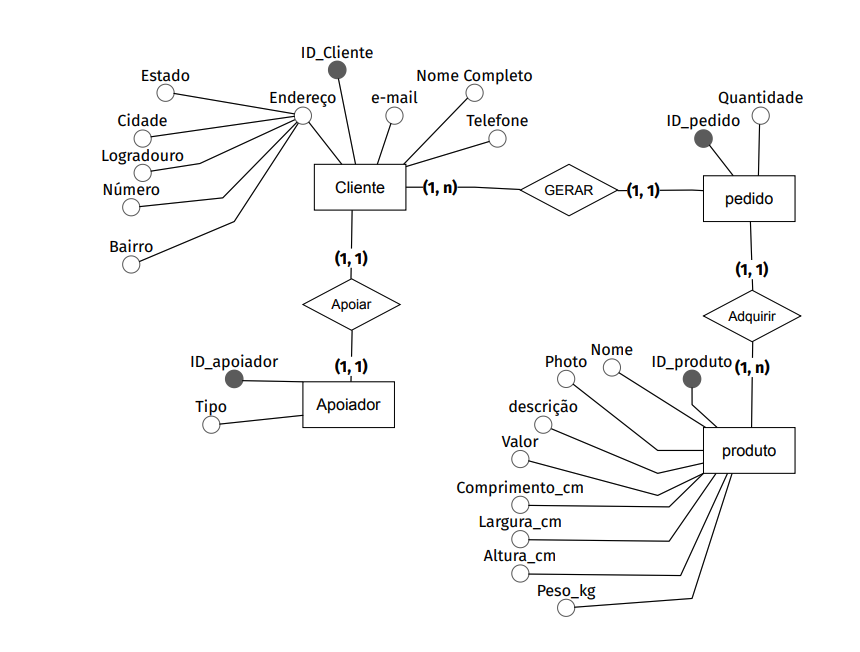 ID_Cliente
Estado
Endereço
e-mail
Nome Completo
Cidade
Telefone
Logradouro
Número
Bairro
Cliente
(1, n)
GERAR
(1, 1)
Quantidade
ID_pedido
pedido
(1, 1)
Apoiar
(1, 1)
ID_apoiador
Tipo
Apoiador
(1, 1)
Adquirir
(1, n)
Nome
Photo
ID_produto
descrição
Valor
produto
Comprimento_cm
Largura_cm
Altura_cm
Peso_kg